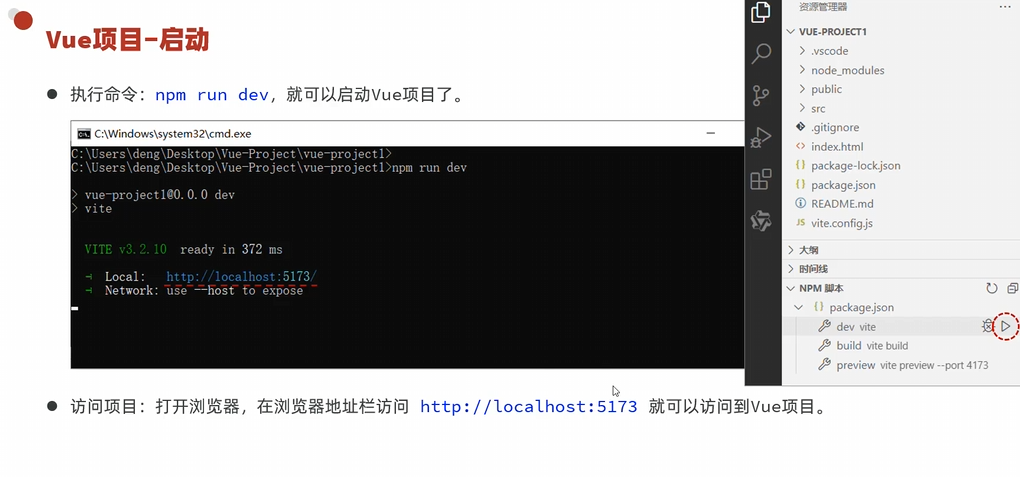 Vue项目-启动
执行命令：npm run dev，就可以启动Vue项目了。
C:\Windows\system32\cmd.exe
C:\Users\deng\Desktop\Vue-Project\vue-project1>
C:\Users\deng\Desktop\Vue-Project\vue-project1>npm run dev
> vue-project1@0.0.0 dev
> vite
VITE v3.2.10 ready in 372 ms
➜ Local: http://localhost:5173/
➜ Network: use --host to expose
访问项目：打开浏览器，在浏览器地址栏访问 http://localhost:5173 就可以访问到Vue项目。
资源管理器
VUE-PROJECT1
.vscode
node_modules
public
src
.gitignore
index.html
package-lock.json
package.json
README.md
JS vite.config.js
大纲
时间线
NPM 脚本
package.json
dev vite
build vite build
preview vite preview --port 4173